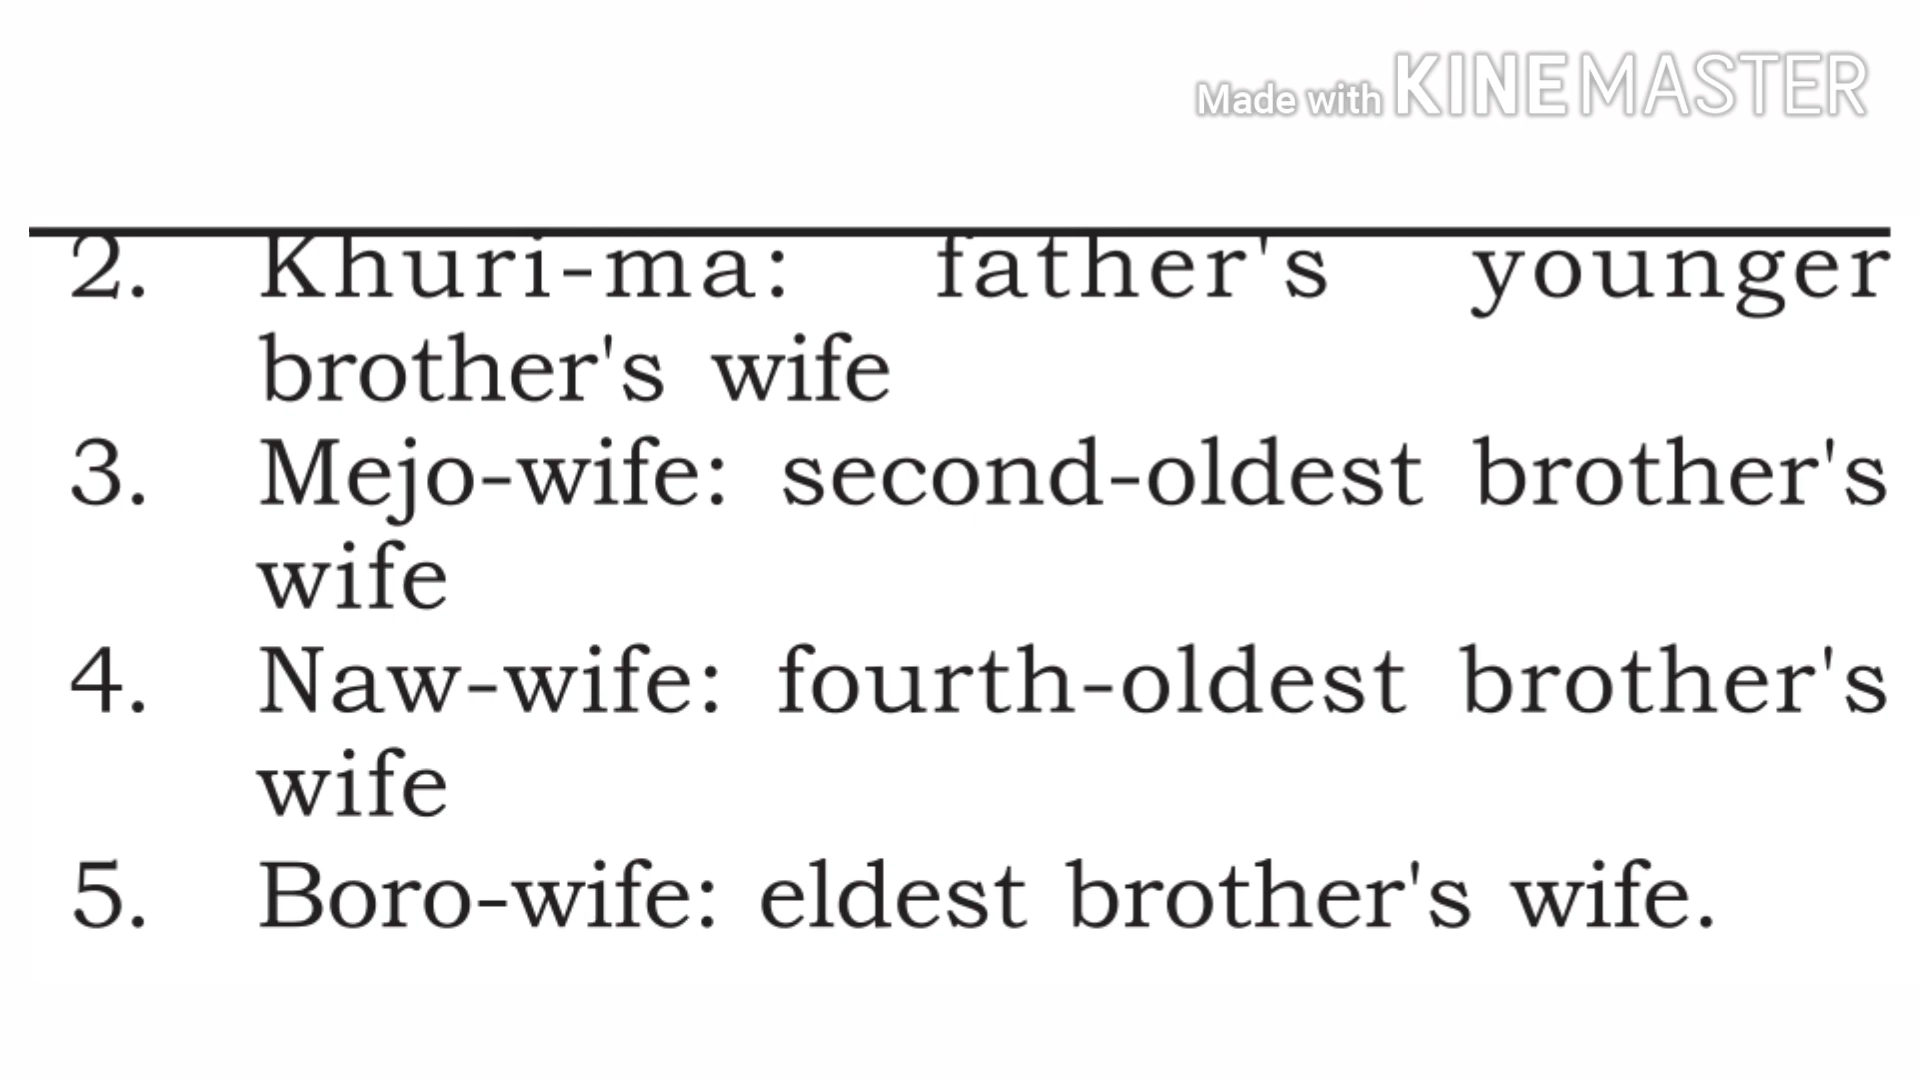 Made with KINEMASTER
2. Khuri-ma: father's younger
brother's wife
3. Mejo-wife: second-oldest brother's
wife
4. Naw-wife: fourth-oldest brother's
wife
5. Boro-wife: eldest brother's wife.